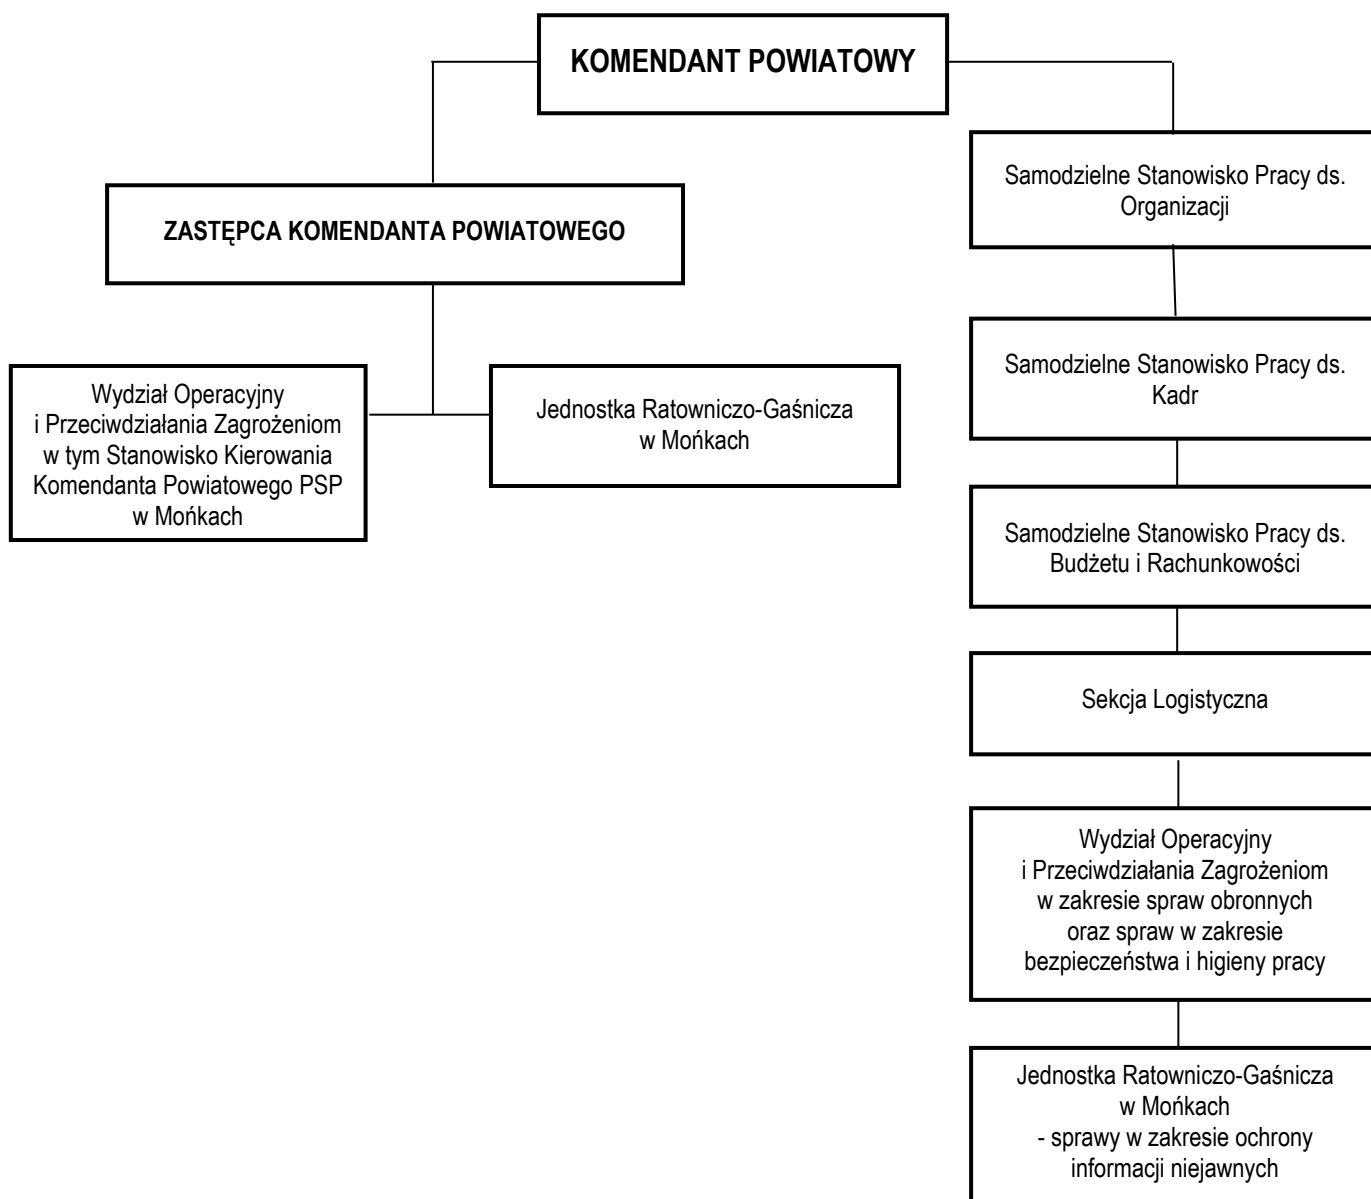 KOMENDANT POWIATOWY
ZASTĘPCA KOMENDANTA POWIATOWEGO
Wydział Operacyjny
i Przeciwdziałania Zagrożeniom
w tym Stanowisko Kierowania
Komendanta Powiatowego PSP
w Mońkach
Jednostka Ratowniczo-Gaśnicza
w Mońkach
Samodzielne Stanowisko Pracy ds.
Organizacji
Samodzielne Stanowisko Pracy ds.
Kadr
Samodzielne Stanowisko Pracy ds.
Budżetu i Rachunkowości
Sekcja Logistyczna
Wydział Operacyjny
i Przeciwdziałania Zagrożeniom
w zakresie spraw obronnych
oraz spraw w zakresie
bezpieczeństwa i higieny pracy
Jednostka Ratowniczo-Gaśnicza
w Mońkach
- sprawy w zakresie ochrony
informacji niejawnych